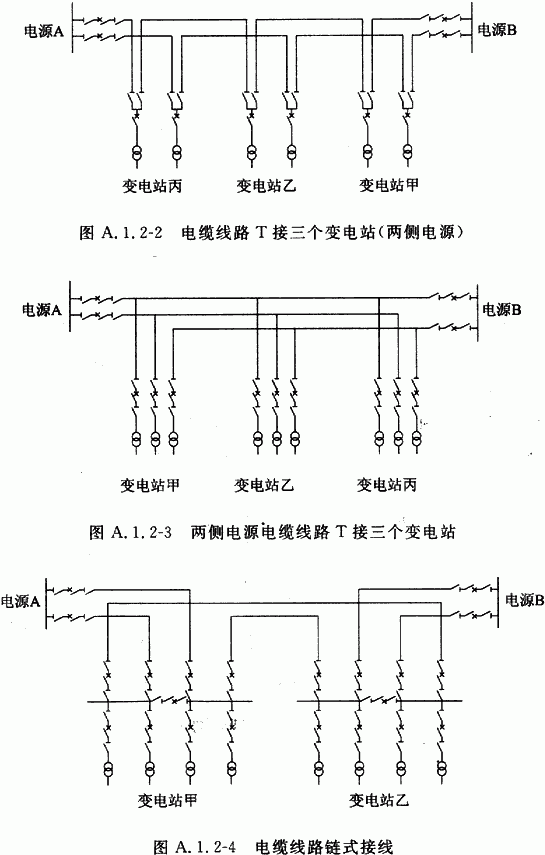 电源A
电源B
变电站丙 变电站乙 变电站甲
图 A.1.2-2 电缆线路 T 接三个变电站(两侧电源)
电源A
电源B
变电站甲 变电站乙 变电站丙
图 A.1.2-3 两侧电源电缆线路 T 接三个变电站
电源A
电源B
变电站甲 变电站乙
图 A.1.2-4 电缆线路链式接线